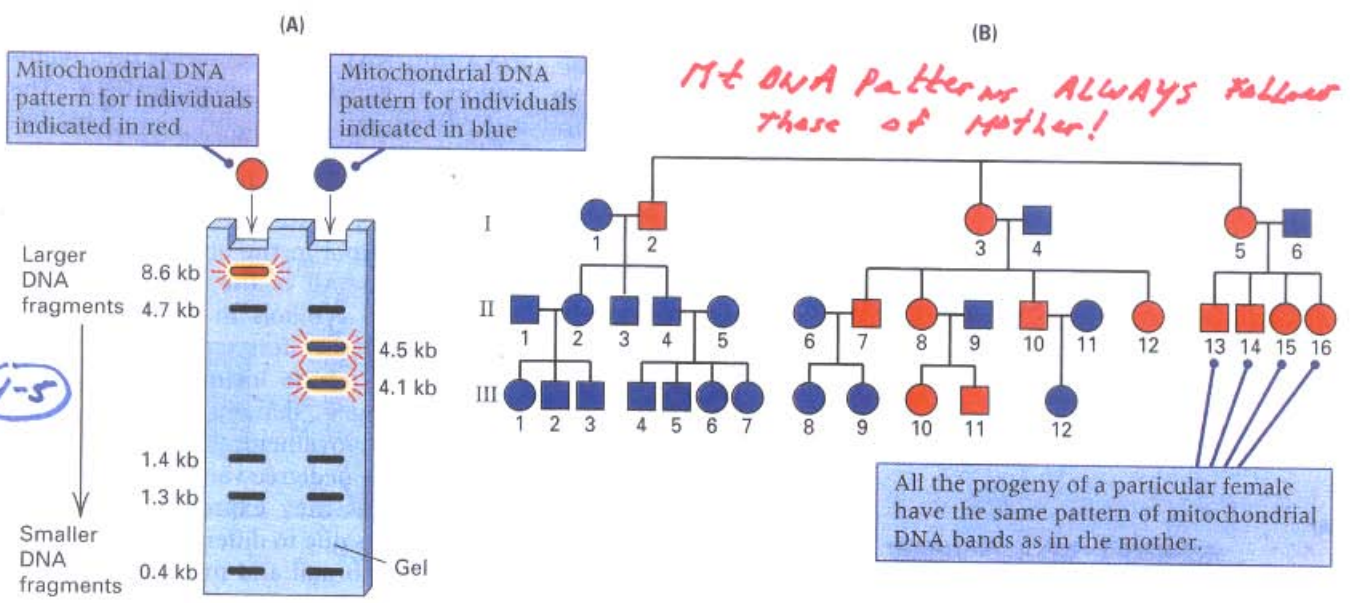 (A)
Mitochondrial DNA
pattern for individuals
indicated in red
Mitochondrial DNA
pattern for individuals
indicated in blue
Larger
DNA
fragments
8.6 kb
4.7 kb
4.5 kb
4.1 kb
1.4 kb
1.3 kb
0.4 kb
Smaller
DNA
fragments
Gel
(B)
Mt DNA Patterns ALWAYS Follows
those of Mother!
I
1 2 3 4 5 6
II
1 2 3 4 5 6 7 8 9 10 11 12 13 14 15 16
III
1 2 3 4 5 6 7 8 9 10 11 12
All the progeny of a particular female
have the same pattern of mitochondrial
DNA bands as in the mother.